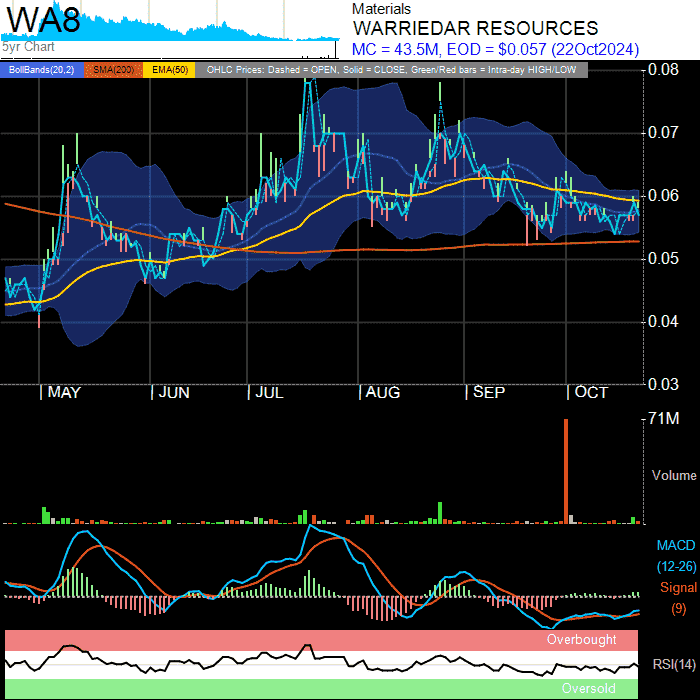 WA8
5yr Chart
Materials
WARRIEDAR RESOURCES
MC = 43.5M, EOD = $0.057 (22Oct2024)
BollBands(20,2) SMA(200) EMA(50) OHLC Prices: Dashed = OPEN, Solid = CLOSE, Green/Red bars = Intra-day HIGH/LOW
0.08
0.07
0.06
0.05
0.04
0.03
MAY JUN JUL AUG SEP OCT
71M
Volume
MACD
(12-26)
Signal
(9)
Overbought
RSI(14)
Oversold